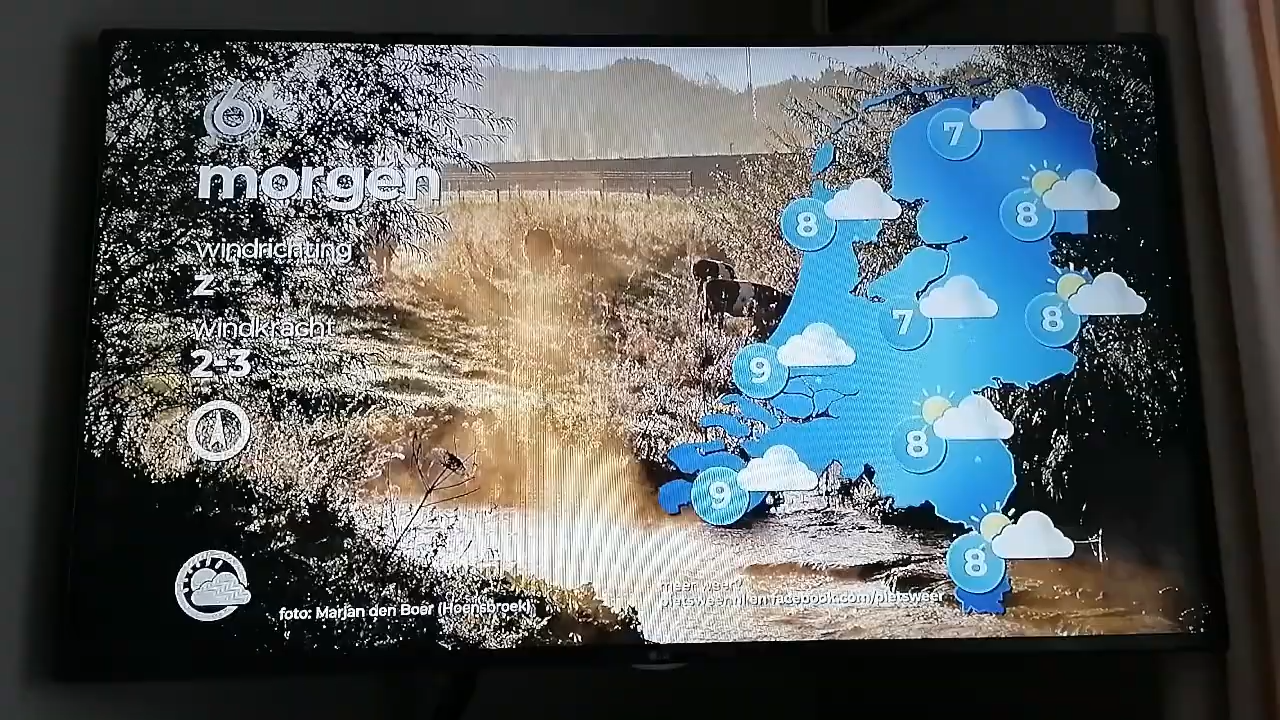 6
morgen
windrichting
Z
windkracht
2-3
7
8
8
7
8
9
8
9
8
foto: Marjan den Boer (Hoensbroek)
meer weer?
pietsweer.nl en facebook.com/pietsweer
LG